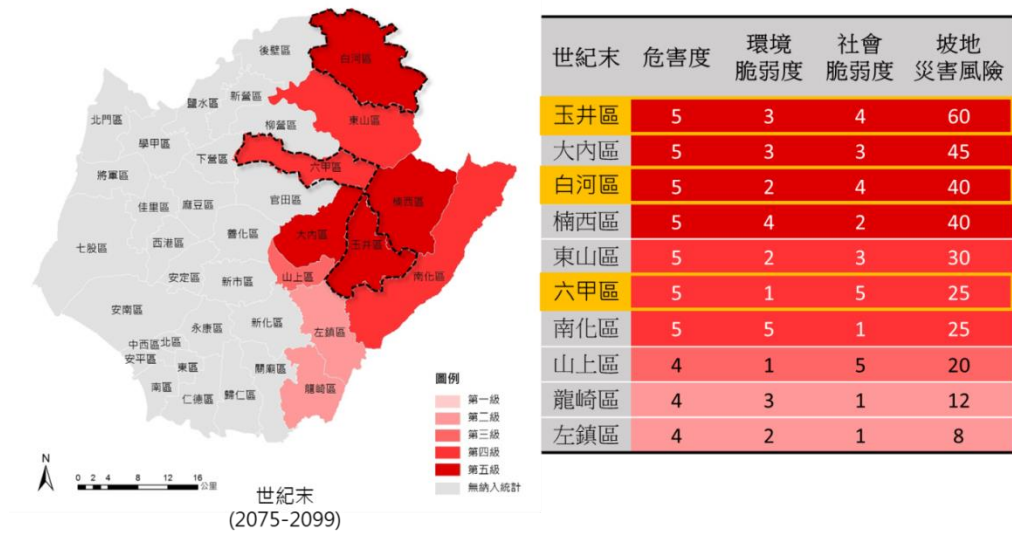 後壁區
白河區
鹽水區
新營區
北門區
柳營區
東山區
學甲區
下營區
六甲區
將軍區
官田區
佳里區
麻豆區
楠西區
七股區
西港區
善化區
大內區
玉井區
安定區
新市區
山上區
南化區
安南區
永康區
新化區
左鎮區
中西區
北區
安平區
東區
關廟區
南區
仁德區
歸仁區
龍崎區
圖例
第一級
第二級
第三級
第四級
第五級
無納入統計
N
0 2 4 8 12 16
公里
世紀末
(2075-2099)
世紀末 危害度 環境脆弱度 社會脆弱度 坡地災害風險
玉井區 5 3 4 60
大內區 5 3 3 45
白河區 5 2 4 40
楠西區 5 4 2 40
東山區 5 2 3 30
六甲區 5 1 5 25
南化區 5 5 1 25
山上區 4 1 5 20
龍崎區 4 3 1 12
左鎮區 4 2 1 8